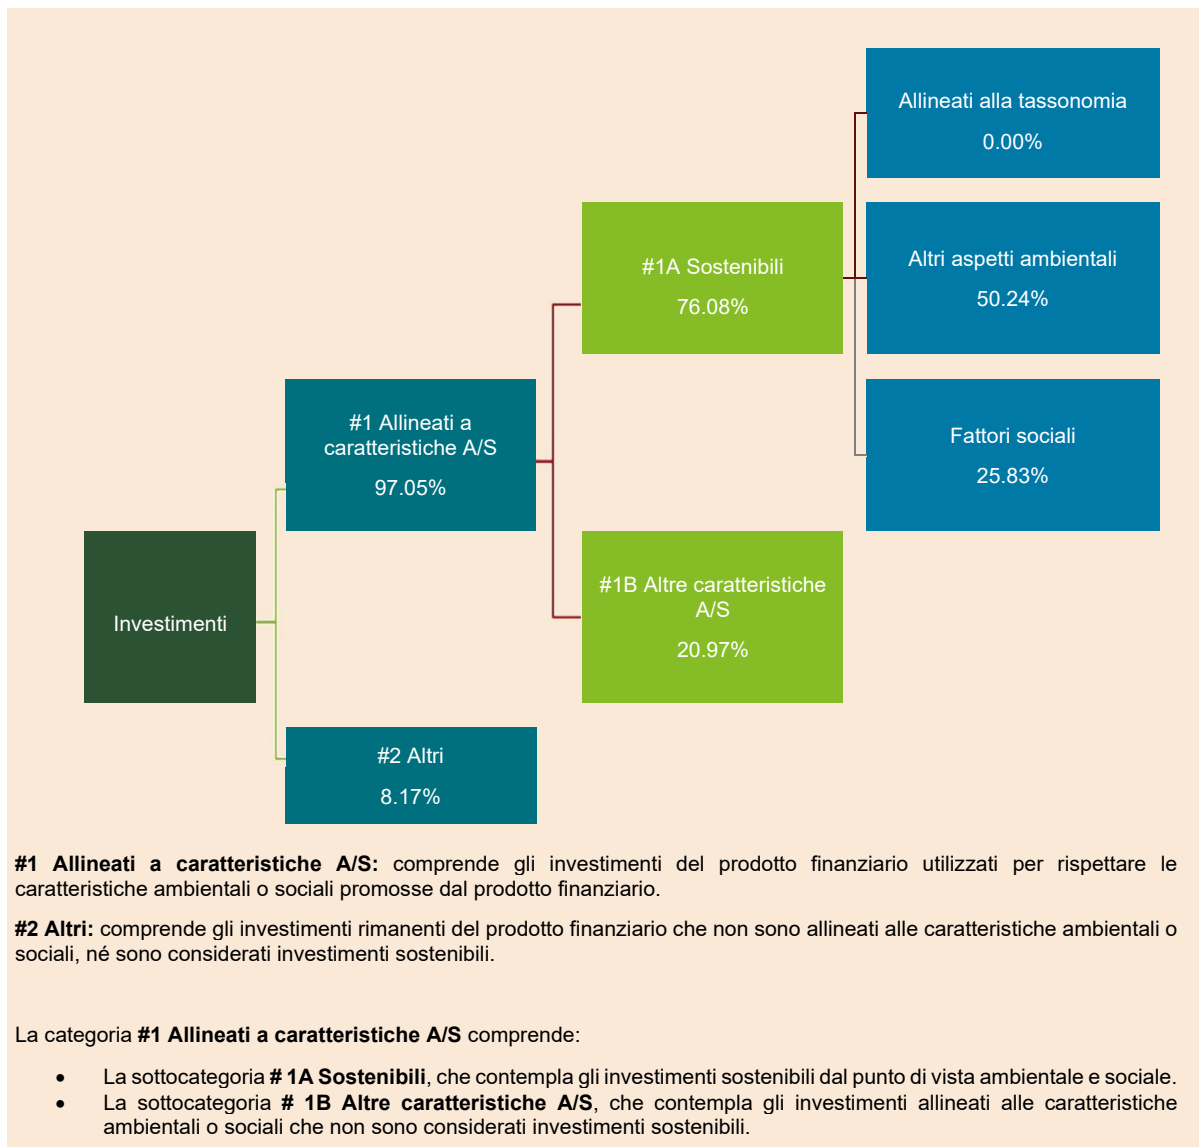 Allineati alla tassonomia
0.00%
#1A Sostenibili
76.08%
Altri aspetti ambientali
50.24%
#1 Allineati a
caratteristiche A/S
97.05%
Fattori sociali
25.83%
Investimenti
#1B Altre caratteristiche
A/S
20.97%
#2 Altri
8.17%
#1 Allineati a caratteristiche A/S: comprende gli investimenti del prodotto finanziario utilizzati per rispettare le
caratteristiche ambientali o sociali promosse dal prodotto finanziario.
#2 Altri: comprende gli investimenti rimanenti del prodotto finanziario che non sono allineati alle caratteristiche ambientali o
sociali, né sono considerati investimenti sostenibili.
La categoria #1 Allineati a caratteristiche A/S comprende:
• La sottocategoria # 1A Sostenibili, che contempla gli investimenti sostenibili dal punto di vista ambientale e sociale.
• La sottocategoria # 1B Altre caratteristiche A/S, che contempla gli investimenti allineati alle caratteristiche
ambientali o sociali che non sono considerati investimenti sostenibili.